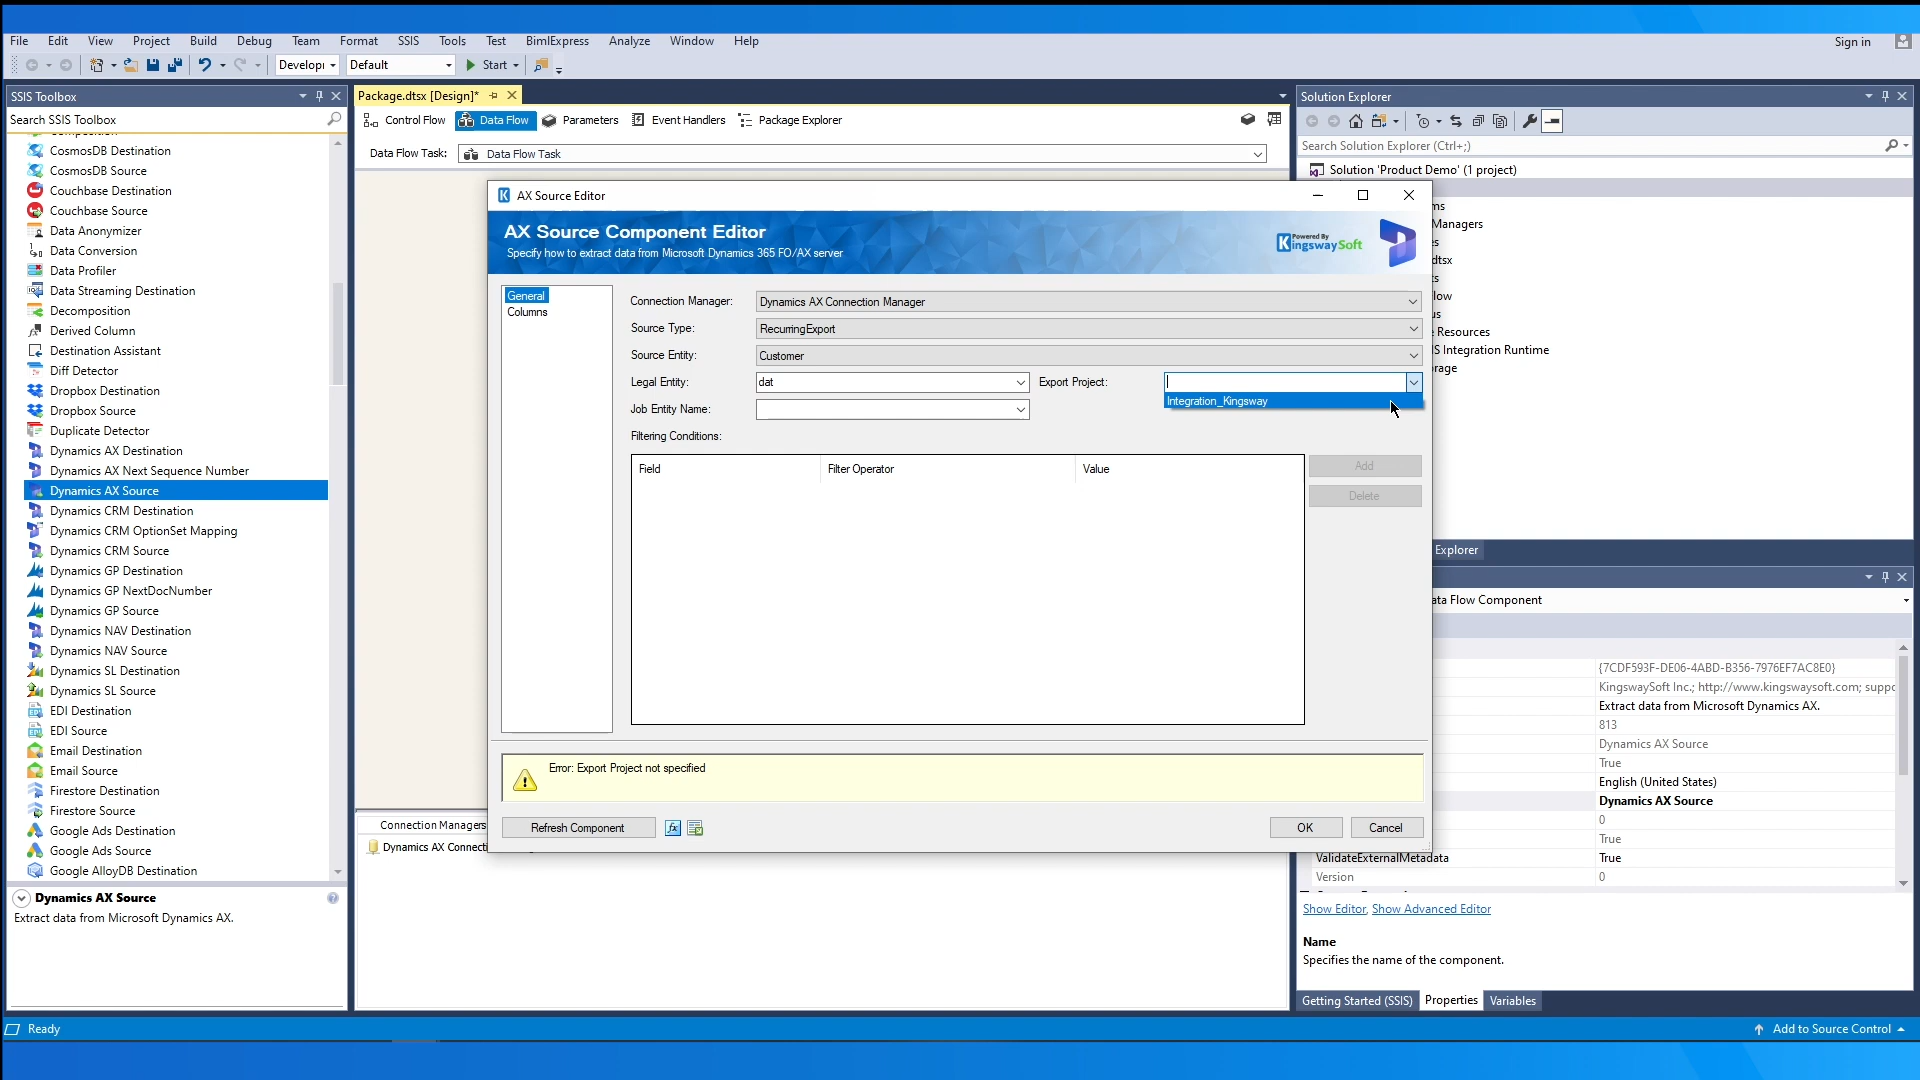 File Edit View Project Build Debug Team Format SSIS Tools Test BimlExpress Analyze Window Help
Sign in
Developi Default Start
SSIS Toolbox
Search SSIS Toolbox
CosmosDB Destination
CosmosDB Source
Couchbase Destination
Couchbase Source
Data Anonymizer
Data Conversion
Data Profiler
Data Streaming Destination
Decomposition
Derived Column
Destination Assistant
Diff Detector
Dropbox Destination
Dropbox Source
Duplicate Detector
Dynamics AX Destination
Dynamics AX Next Sequence Number
Dynamics AX Source
Dynamics CRM Destination
Dynamics CRM OptionSet Mapping
Dynamics CRM Source
Dynamics GP Destination
Dynamics GP NextDocNumber
Dynamics GP Source
Dynamics NAV Destination
Dynamics NAV Source
Dynamics SL Destination
Dynamics SL Source
EDI Destination
EDI Source
Email Destination
Email Source
Firestore Destination
Firestore Source
Google Ads Destination
Google Ads Source
Google AlloyDB Destination
Dynamics AX Source
Extract data from Microsoft Dynamics AX.
Package.dtsx [Design]*
Control Flow Data Flow Parameters Event Handlers Package Explorer
Data Flow Task: Data Flow Task
AX Source Editor
AX Source Component Editor
Specify how to extract data from Microsoft Dynamics 365 FO/AX server
Powered By
KingswaySoft
General
Columns
Connection Manager: Dynamics AX Connection Manager
Source Type: RecurringExport
Source Entity: Customer
Legal Entity: dat
Export Project:
Integration_Kingsway
Job Entity Name:
Filtering Conditions:
Field Filter Operator Value
Add
Delete
Error: Export Project not specified
Refresh Component
fx
OK Cancel
Connection Managers
Dynamics AX Connecti
Solution Explorer
Search Solution Explorer (Ctrl+;)
Solution 'Product Demo' (1 project)
ms
Managers
es
dtsx
ts
low
us
Resources
IS Integration Runtime
orage
Explorer
ata Flow Component
{7CDF593F-DE06-4ABD-B356-7976EF7AC8E0}
KingswaySoft Inc.; http://www.kingswaysoft.com; suppo
Extract data from Microsoft Dynamics AX.
813
Dynamics AX Source
True
English (United States)
Dynamics AX Source
0
True
ValidateExternalMetadata True
Version 0
Show Editor, Show Advanced Editor
Name
Specifies the name of the component.
Getting Started (SSIS) Properties Variables
Ready
Add to Source Control